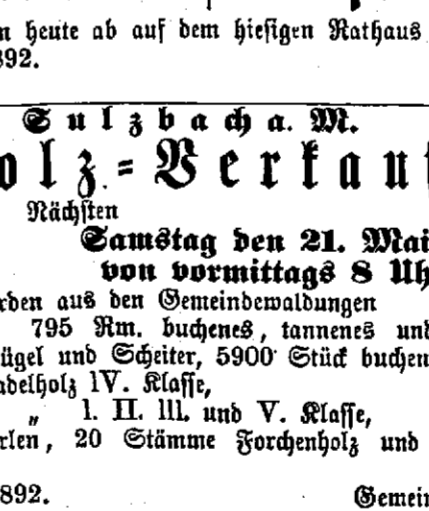 n heute ab auf dem hiesigen Rathaus
892.
Sulzbach a. M.
olz-Verkauf
Nächsten
Samstag den 21. Mai
von vormittags 8 Uh
rden aus den Gemeindewaldungen
795 Rm. buchenes, tannenes und
ügel und Scheiter, 5900 Stück buchen
adelholz IV. Klasse,
„ I. II. III. und V. Klasse,
rlen, 20 Stämme Forchenholz und
892. Gemein